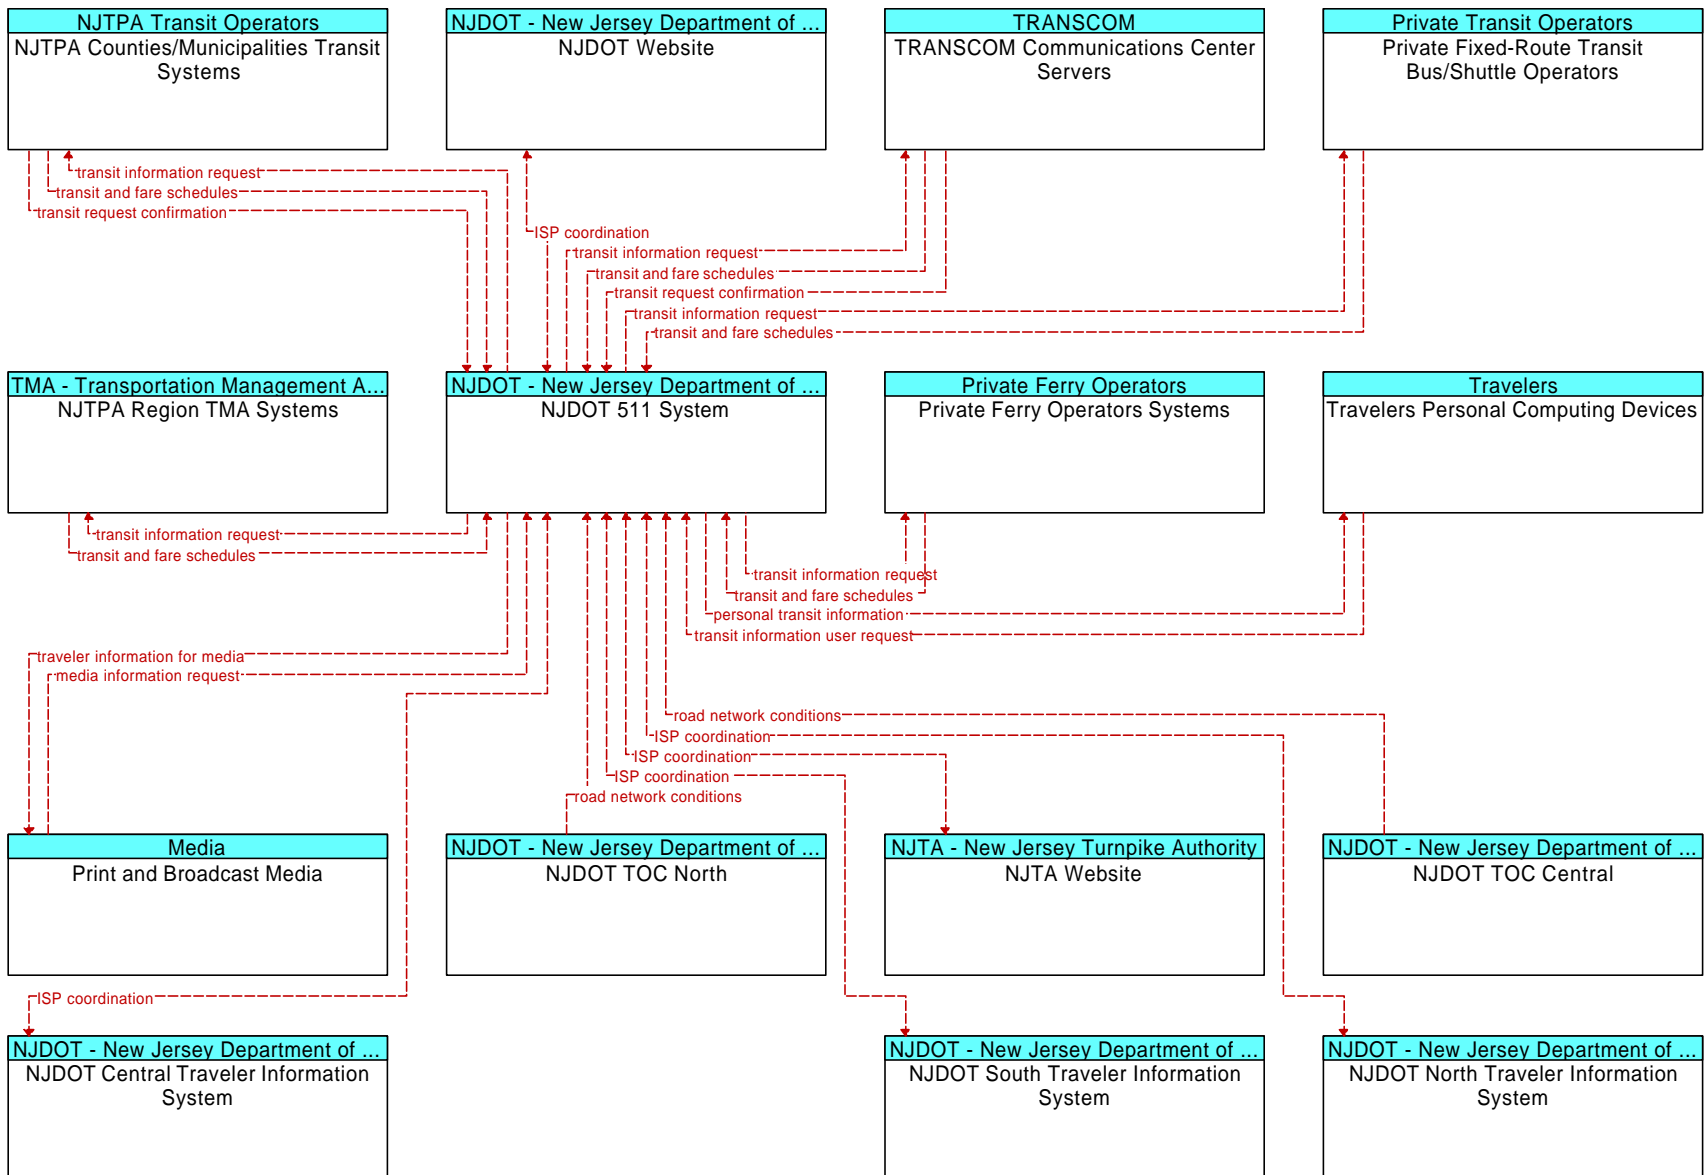 NJTPA Transit Operators
NJTPA Counties/Municipalities Transit
Systems
NJDOT - New Jersey Department of ...
NJDOT Website
TRANSCOM
TRANSCOM Communications Center
Servers
Private Transit Operators
Private Fixed-Route Transit
Bus/Shuttle Operators
transit information request
transit and fare schedules
transit request confirmation
ISP coordination
transit information request
transit and fare schedules
transit request confirmation
transit information request
transit and fare schedules
TMA - Transportation Management A...
NJTPA Region TMA Systems
NJDOT - New Jersey Department of ...
NJDOT 511 System
Private Ferry Operators
Private Ferry Operators Systems
Travelers
Travelers Personal Computing Devices
transit information request
transit and fare schedules
transit information request
transit and fare schedules
personal transit information
transit information user request
traveler information for media
media information request
road network conditions
ISP coordination
ISP coordination
ISP coordination
road network conditions
Media
Print and Broadcast Media
NJDOT - New Jersey Department of ...
NJDOT TOC North
NJTA - New Jersey Turnpike Authority
NJTA Website
NJDOT - New Jersey Department of ...
NJDOT TOC Central
ISP coordination
NJDOT - New Jersey Department of ...
NJDOT Central Traveler Information
System
NJDOT - New Jersey Department of ...
NJDOT South Traveler Information
System
NJDOT - New Jersey Department of ...
NJDOT North Traveler Information
System